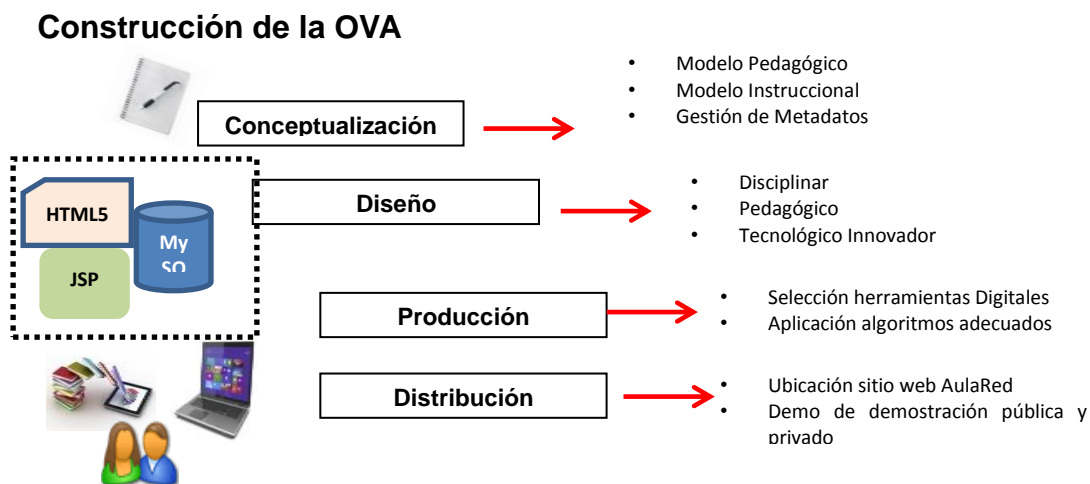 Construcción de la OVA
• Modelo Pedagógico
• Modelo Instruccional
• Gestión de Metadatos
Conceptualización
• Disciplinar
• Pedagógico
• Tecnológico Innovador
Diseño
HTML5
My
SQ
JSP
Producción
• Selección herramientas Digitales
• Aplicación algoritmos adecuados
Distribución
• Ubicación sitio web AulaRed
• Demo de demostración pública y
privado